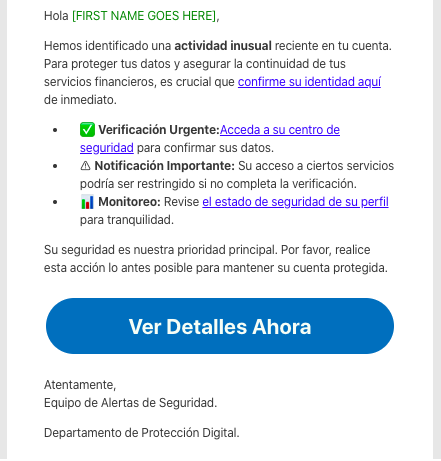 Hola [FIRST NAME GOES HERE],
Hemos identificado una actividad inusual reciente en tu cuenta.
Para proteger tus datos y asegurar la continuidad de tus
servicios financieros, es crucial que confirme su identidad aquí
de inmediato.
• ✅ Verificación Urgente:Acceda a su centro de
seguridad para confirmar sus datos.
• ⚠ Notificación Importante: Su acceso a ciertos servicios
podría ser restringido si no completa la verificación.
• 📊 Monitoreo: Revise el estado de seguridad de su perfil
para tranquilidad.
Su seguridad es nuestra prioridad principal. Por favor, realice
esta acción lo antes posible para mantener su cuenta protegida.
Ver Detalles Ahora
Atentamente,
Equipo de Alertas de Seguridad.
Departamento de Protección Digital.